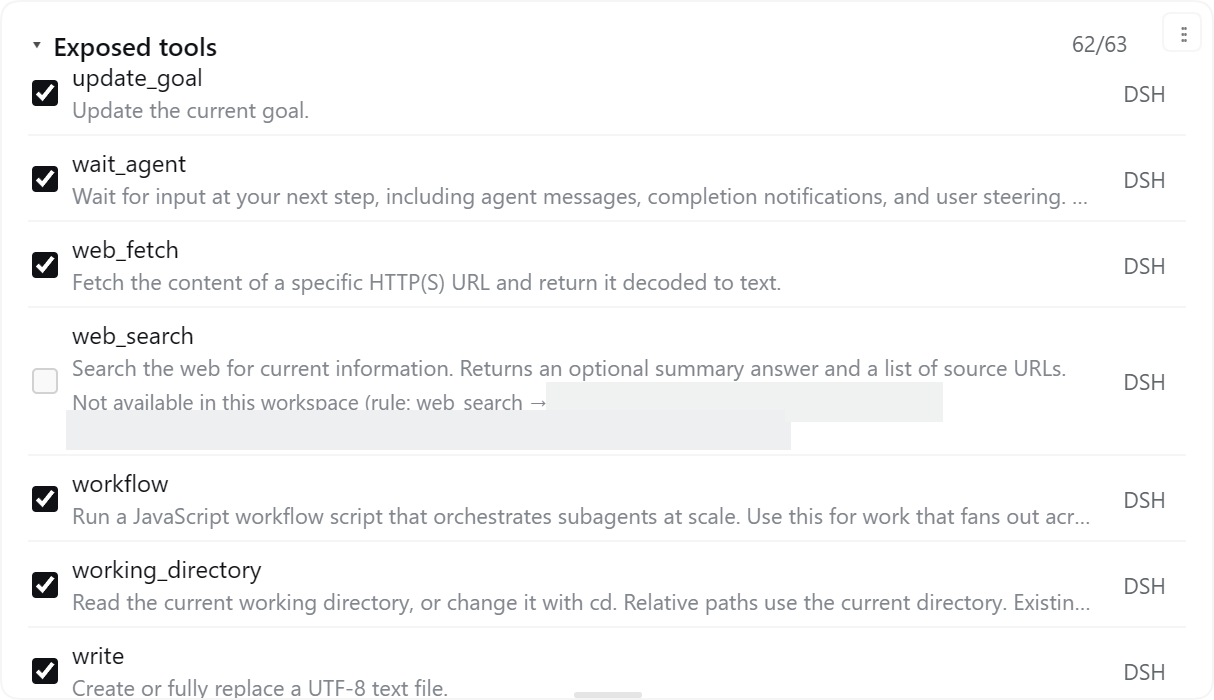 Exposed tools
62/63
update_goal
Update the current goal.
DSH
wait_agent
Wait for input at your next step, including agent messages, completion notifications, and user steering. ...
DSH
web_fetch
Fetch the content of a specific HTTP(S) URL and return it decoded to text.
DSH
web_search
Search the web for current information. Returns an optional summary answer and a list of source URLs.
Not available in this workspace (rule: web_search →
DSH
workflow
Run a JavaScript workflow script that orchestrates subagents at scale. Use this for work that fans out acr...
DSH
working_directory
Read the current working directory, or change it with cd. Relative paths use the current directory. Existin...
DSH
write
Create or fully replace a UTF-8 text file.
DSH